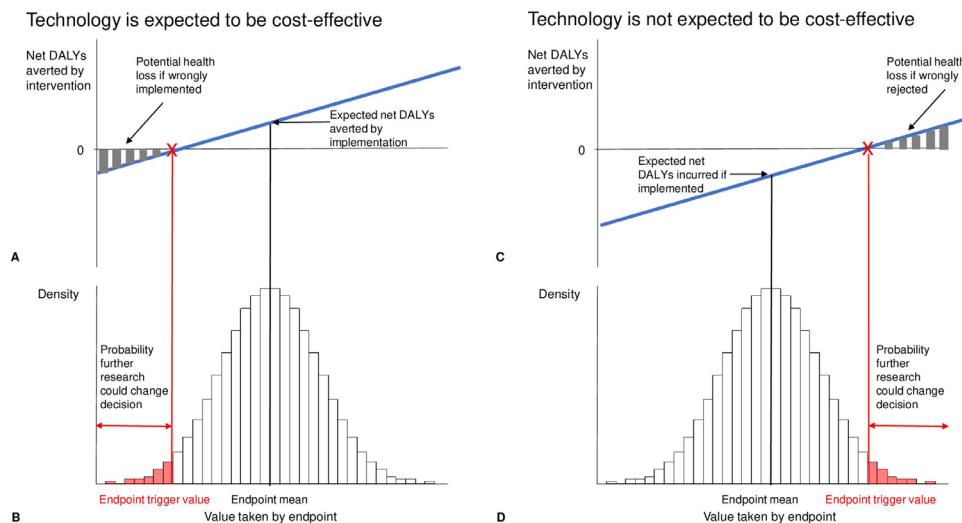 Technology is expected to be cost-effective
Net DALYs
averted by
intervention
Potential health
loss if wrongly
implemented
Expected net DALYs
averted by
implementation
0
X
A
Density
Probability
further
research
could change
decision
Endpoint trigger value
Endpoint mean
Value taken by endpoint
B
Technology is not expected to be cost-effective
Net DALYs
averted by
intervention
Potential health
loss if wrongly
rejected
0
X
Expected net
DALYs incurred if
implemented
C
Density
Probability
further
research
could change
decision
Endpoint mean
Endpoint trigger value
Value taken by endpoint
D